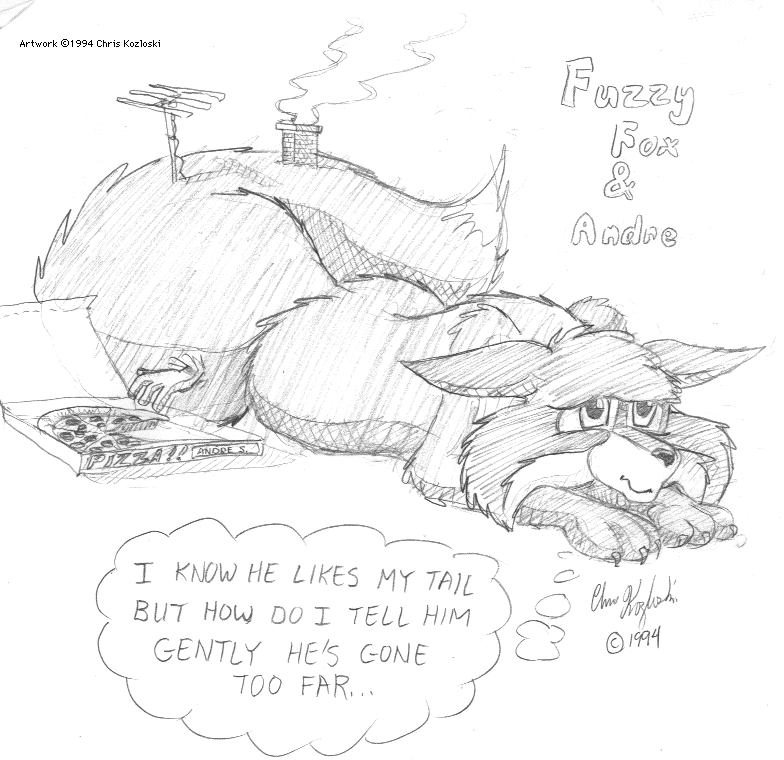 Artwork ©1994 Chris Kozloski
Fuzzy
Fox
&
Andre
PIZZA!!
ANDRE S.
I KNOW HE LIKES MY TAIL
BUT HOW DO I TELL HIM
GENTLY HE'S GONE
TOO FAR...
Chris Kozloski
©1994